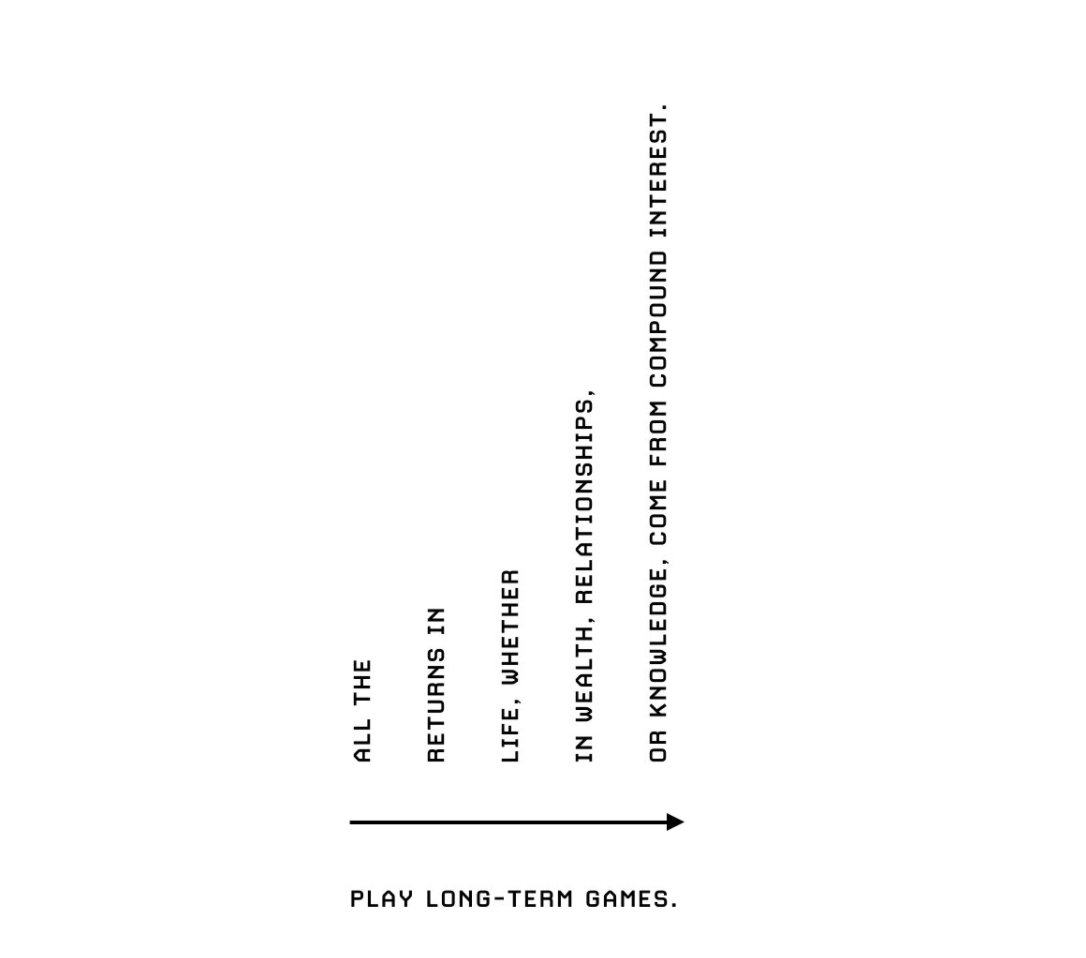 ALL THE
RETURNS IN
LIFE, WHETHER
IN WEALTH, RELATIONSHIPS,
OR KNOWLEDGE, COME FROM COMPOUND INTEREST.
PLAY LONG-TERM GAMES.